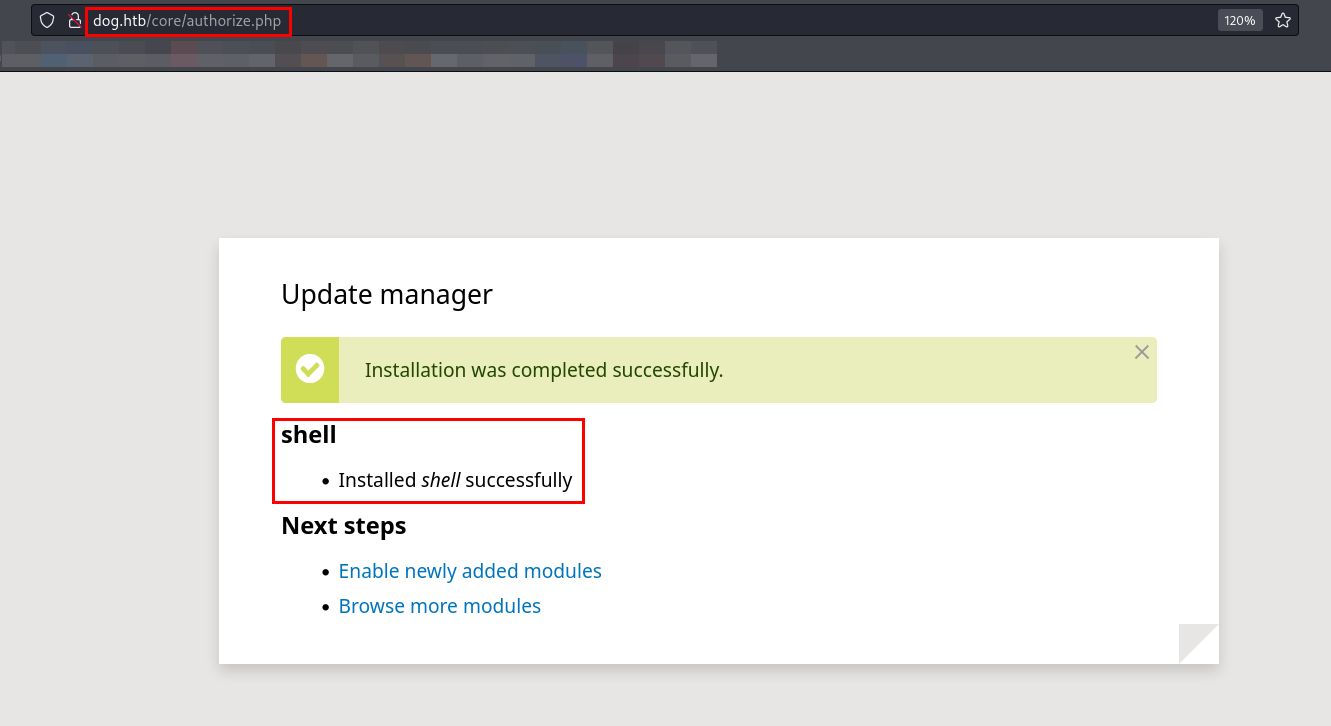 dog.htb/core/authorize.php
120%
Update manager
Installation was completed successfully.
shell
Installed shell successfully
Next steps
Enable newly added modules
Browse more modules